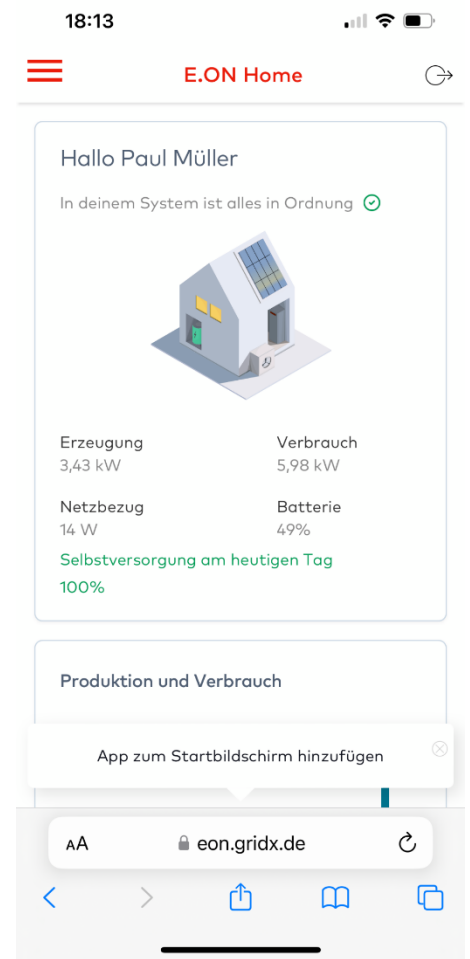 18:13
E.ON Home
Hallo Paul Müller
In deinem System ist alles in Ordnung
Erzeugung
3,43 kW
Verbrauch
5,98 kW
Netzbezug
14 W
Batterie
49%
Selbstversorgung am heutigen Tag
100%
Produktion und Verbrauch
App zum Startbildschirm hinzufügen
AA
eon.gridx.de